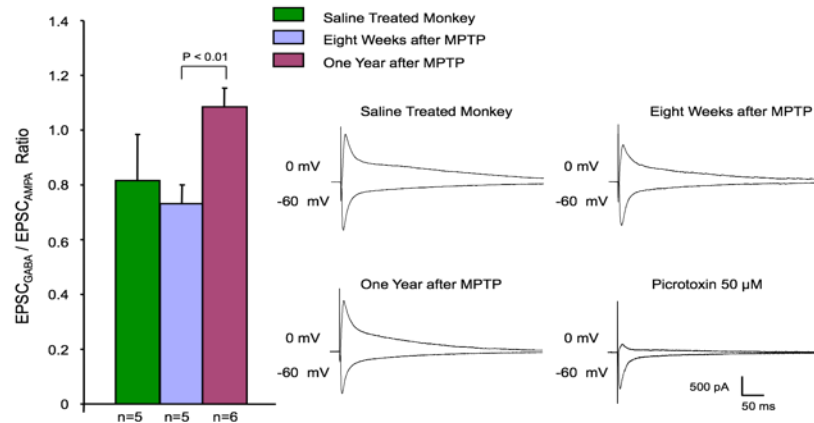 1.4
1.2
1.0
0.8
0.6
0.4
0.2
0
EPSC_GABA / EPSC_AMPA Ratio
n=5 n=5 n=6
P < 0.01
Saline Treated Monkey
Eight Weeks after MPTP
One Year after MPTP
Saline Treated Monkey
0 mV
-60 mV
Eight Weeks after MPTP
0 mV
-60 mV
One Year after MPTP
0 mV
-60 mV
Picrotoxin 50 µM
0 mV
-60 mV
500 pA
50 ms